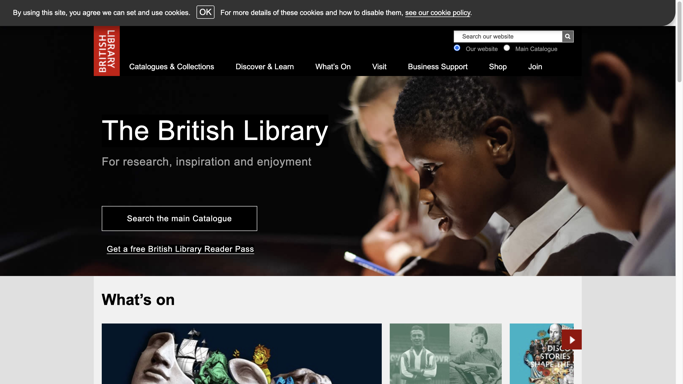 By using this site, you agree we can set and use cookies. OK For more details of these cookies and how to disable them, see our cookie policy.
BRITISH LIBRARY
Search our website
Our website Main Catalogue
Catalogues & Collections Discover & Learn What's On Visit Business Support Shop Join
The British Library
For research, inspiration and enjoyment
Search the main Catalogue
Get a free British Library Reader Pass
What's on
DISC
STORIES
SHAPE THE